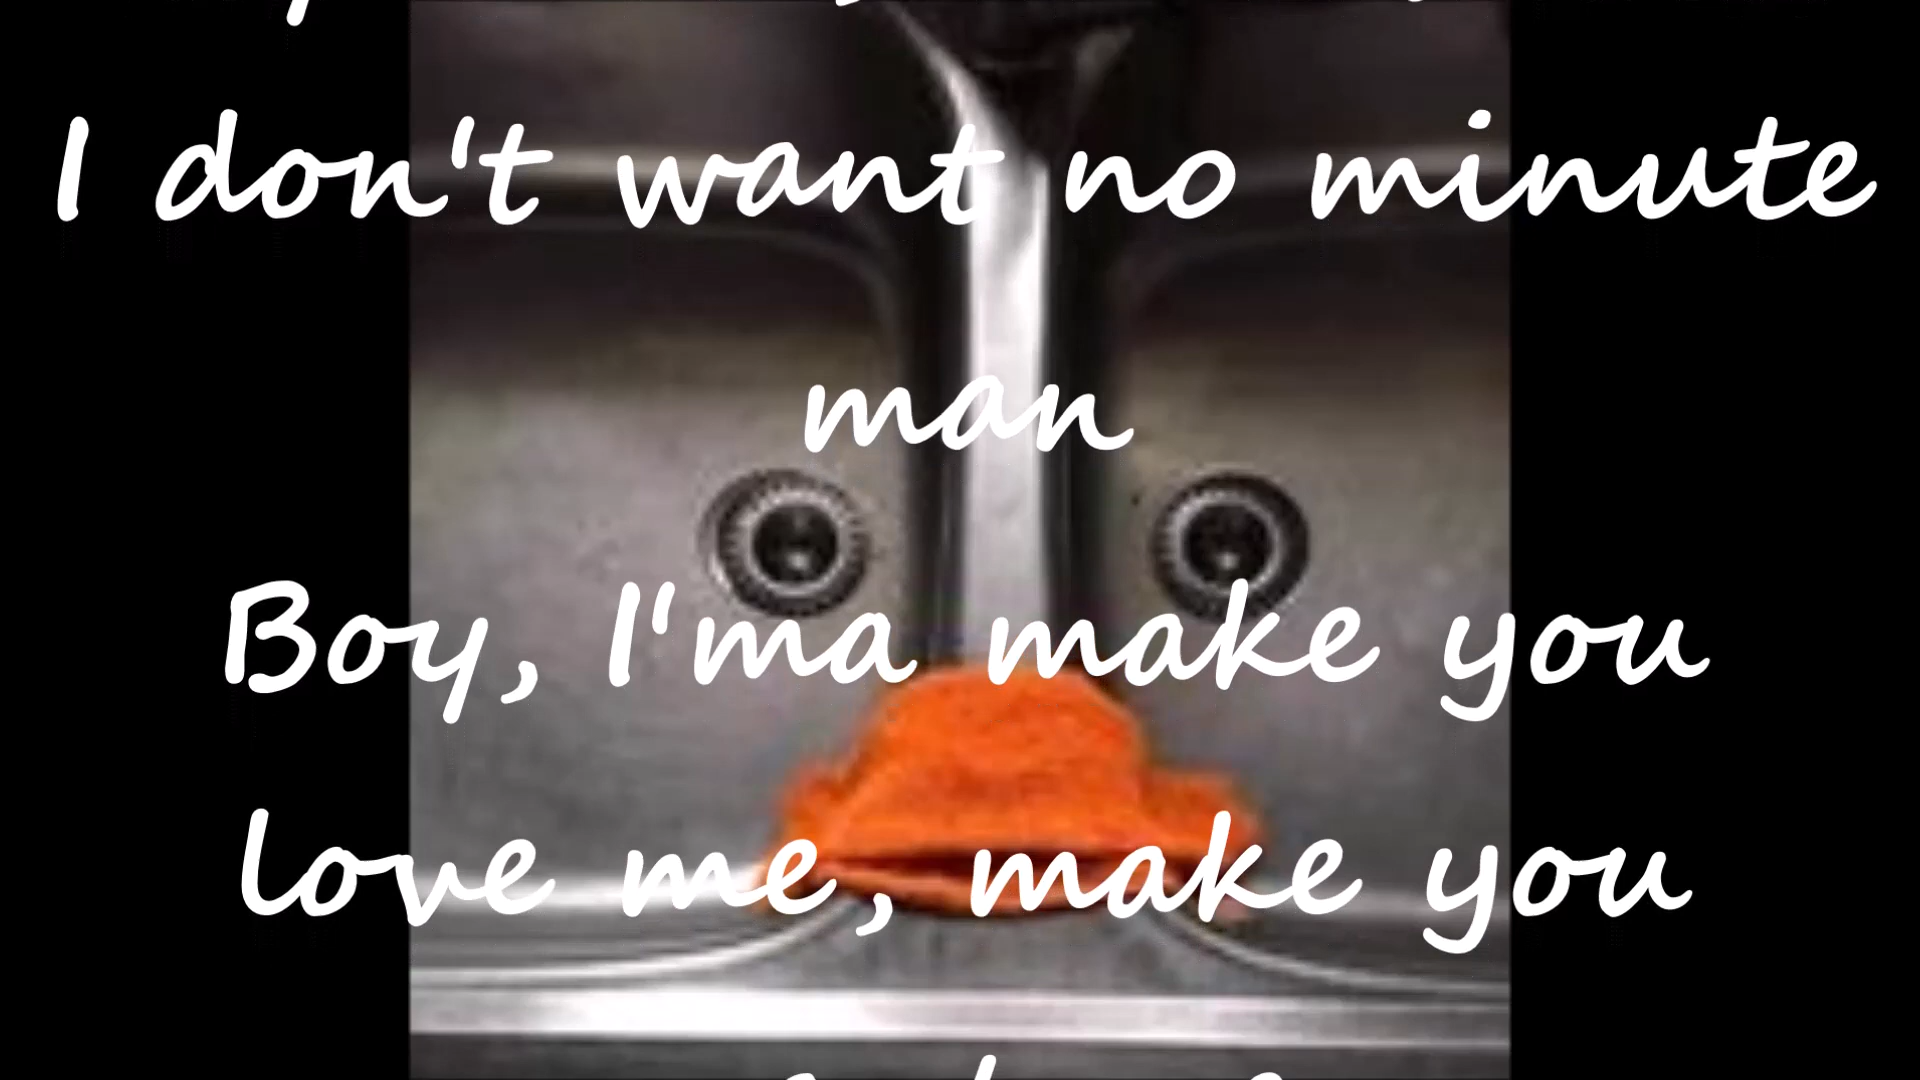 I don't want no minute
man
Boy, I'ma make you
love me, make you